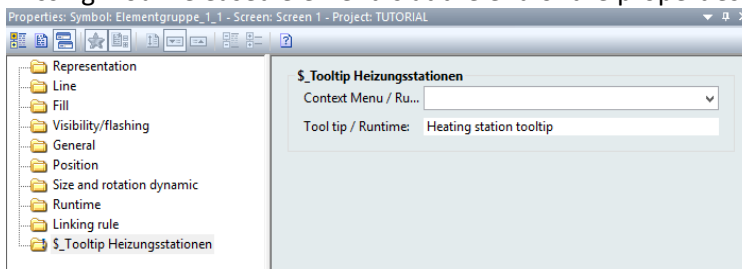 Properties: Symbol: Elementgruppe_1_1 - Screen: Screen 1 - Project: TUTORIAL
Representation
Line
Fill
Visibility/flashing
General
Position
Size and rotation dynamic
Runtime
Linking rule
$_Tooltip Heizungsstationen
$_Tooltip Heizungsstationen
Context Menu / Ru...
Tool tip / Runtime: Heating station tooltip